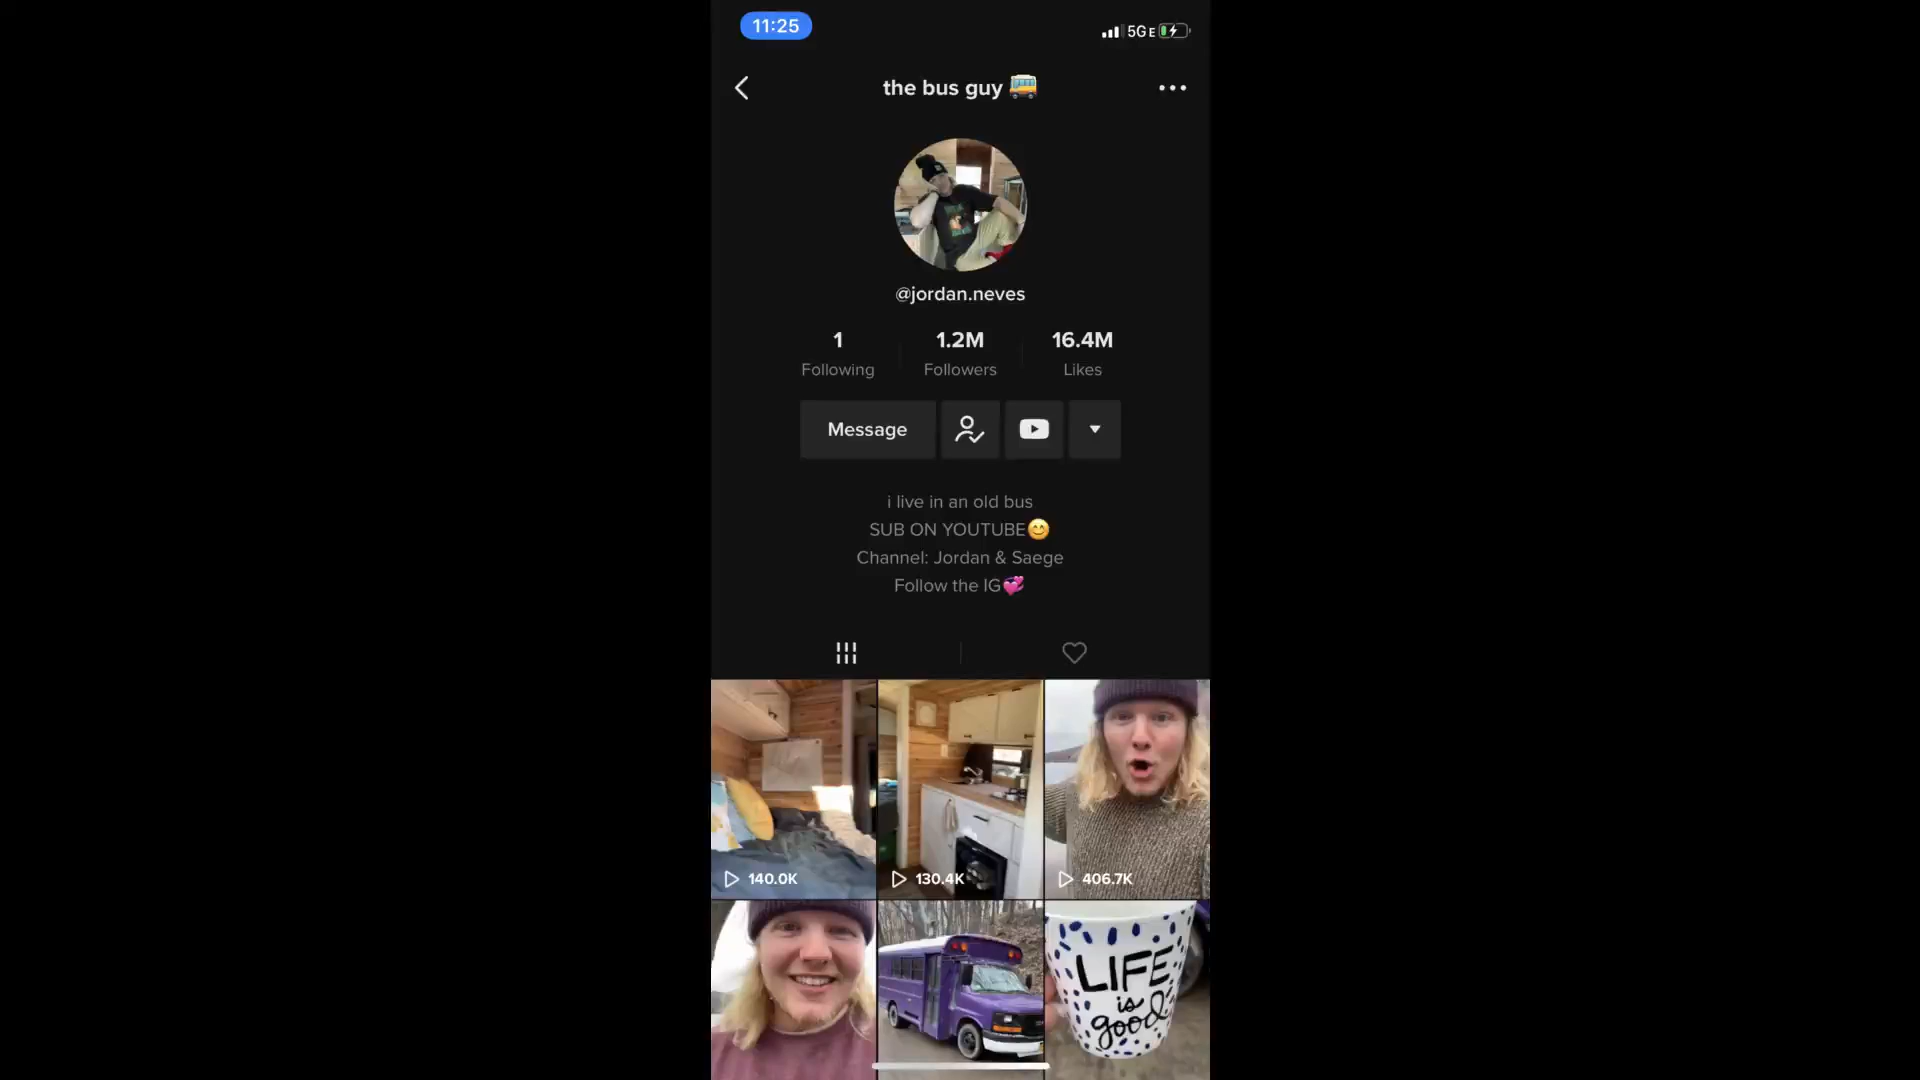 11:25
5GE
the bus guy 🚌
@jordan.neves
1 1.2M 16.4M
Following Followers Likes
Message
i live in an old bus
SUB ON YOUTUBE😊
Channel: Jordan & Saege
Follow the IG💞
140.0K 130.4K 406.7K
LIFE
is
good